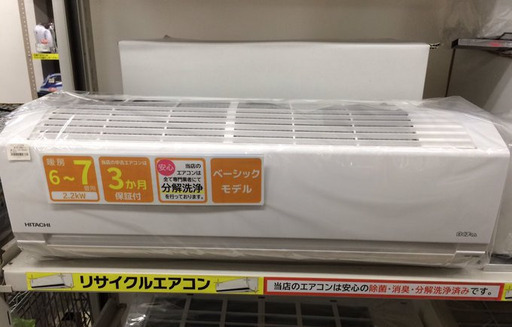 暖房
6～7
畳用
2.2kW
当店の中古エアコンは
3か月
保証付
安心
当店の
エアコンは
全て専門業者にて
分解洗浄
を行っております。
ベーシック
モデル
HITACHI
リサイクルエアコン
当店のエアコンは安心の除菌・消臭・分解洗浄済みです。